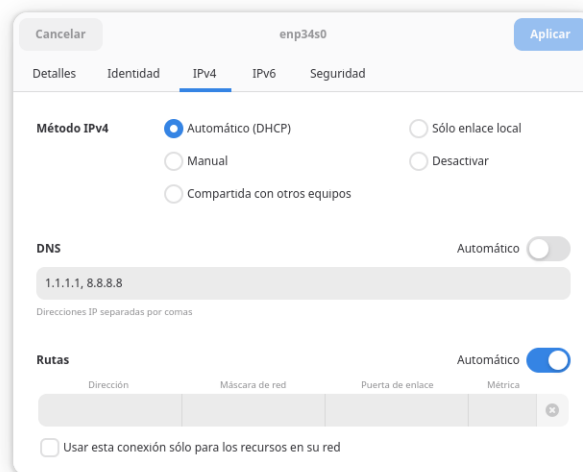 Cancelar enp34s0 Aplicar
Detalles Identidad IPv4 IPv6 Seguridad
Método IPv4 Automático (DHCP) Sólo enlace local
Manual Desactivar
Compartida con otros equipos
DNS Automático
1.1.1.1, 8.8.8.8
Direcciones IP separadas por comas
Rutas Automático
Dirección Máscara de red Puerta de enlace Métrica
Usar esta conexión sólo para los recursos en su red